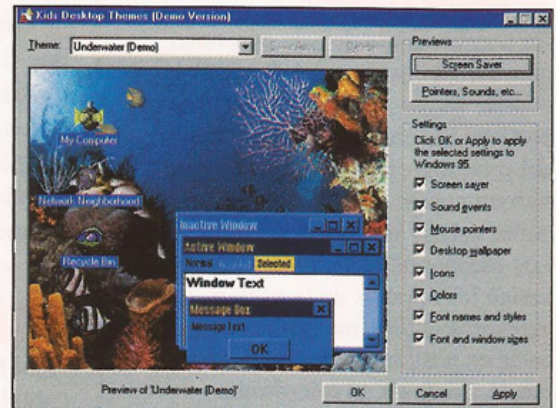 Kids Desktop Themes (Demo Version)
Theme: Underwater (Demo)
Previews
Screen Saver
Pointers, Sounds, etc...
My Computer
Network Neighborhood
Recycle Bin
Inactive Window
Active Window
Normal Selected
Window Text
Message Box
Message Text
OK
Settings
Click OK or Apply to apply
the selected settings to
Windows 95.
Screen saver
Sound events
Mouse pointers
Desktop wallpaper
Icons
Colors
Font names and styles
Font and window sizes
Preview of 'Underwater (Demo)'
OK Cancel Apply